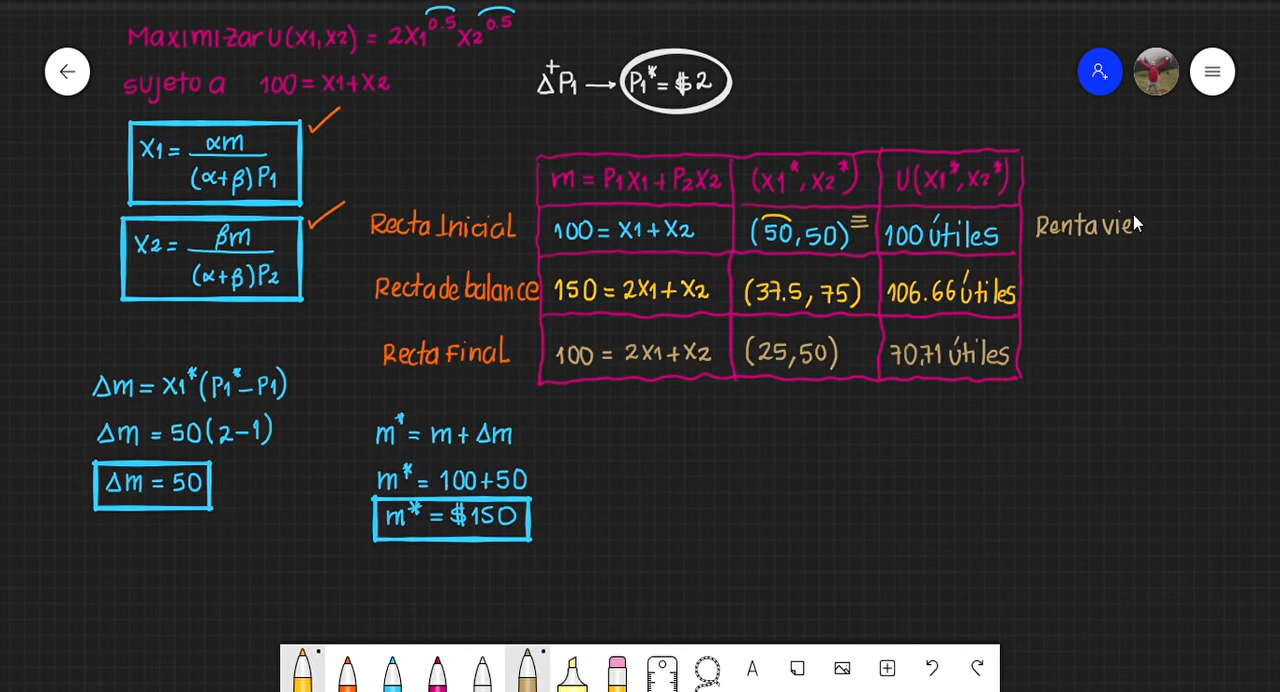 Maximizar U(X1,X2) = 2X1^0.5 X2^0.5
sujeto a 100 = X1+X2
Δ⁺P1 → P1* = $2
X1 = αm / (α+β)P1
X2 = βm / (α+β)P2
m = P1X1 + P2X2 (X1*, X2*) U(X1*, X2*)
Recta Inicial 100 = X1+X2 (50,50) ≡ 100 Útiles Renta vie
Recta de balance 150 = 2X1+X2 (37.5, 75) 106.66 Útiles
Recta Final 100 = 2X1+X2 (25,50) 70,71 útiles
Δm = X1*(P1*-P1)
Δm = 50(2-1)
Δm = 50
m* = m + Δm
m* = 100+50
m* = $150
A